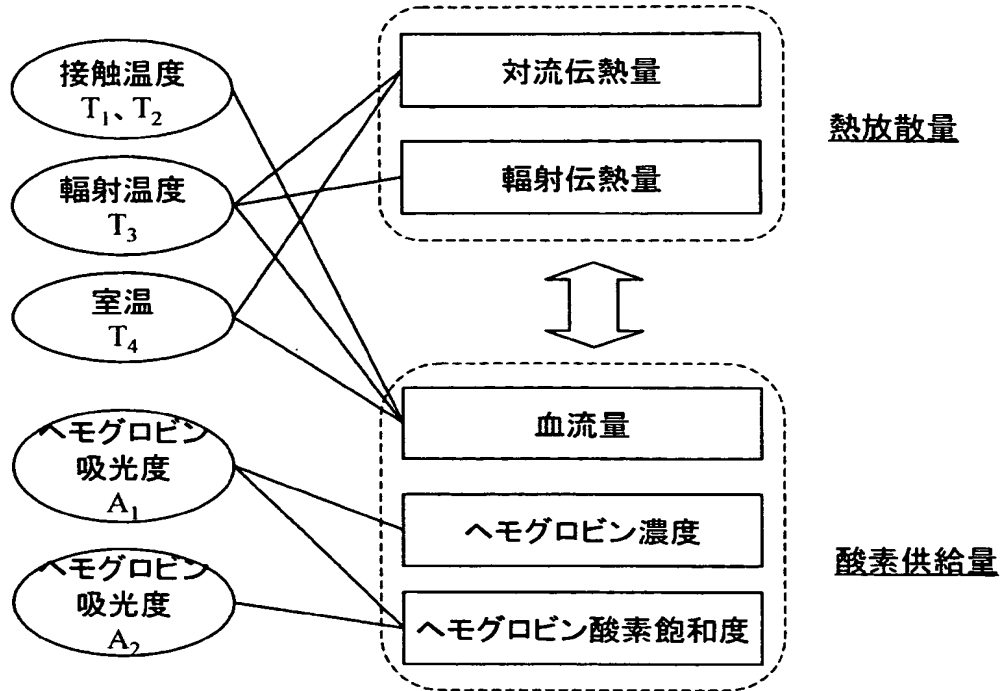 接触温度
T1、T2
輻射温度
T3
室温
T4
ヘモグロビン
吸光度
A1
ヘモグロビン
吸光度
A2
対流伝熱量
輻射伝熱量
熱放散量
血流量
ヘモグロビン濃度
ヘモグロビン酸素飽和度
酸素供給量